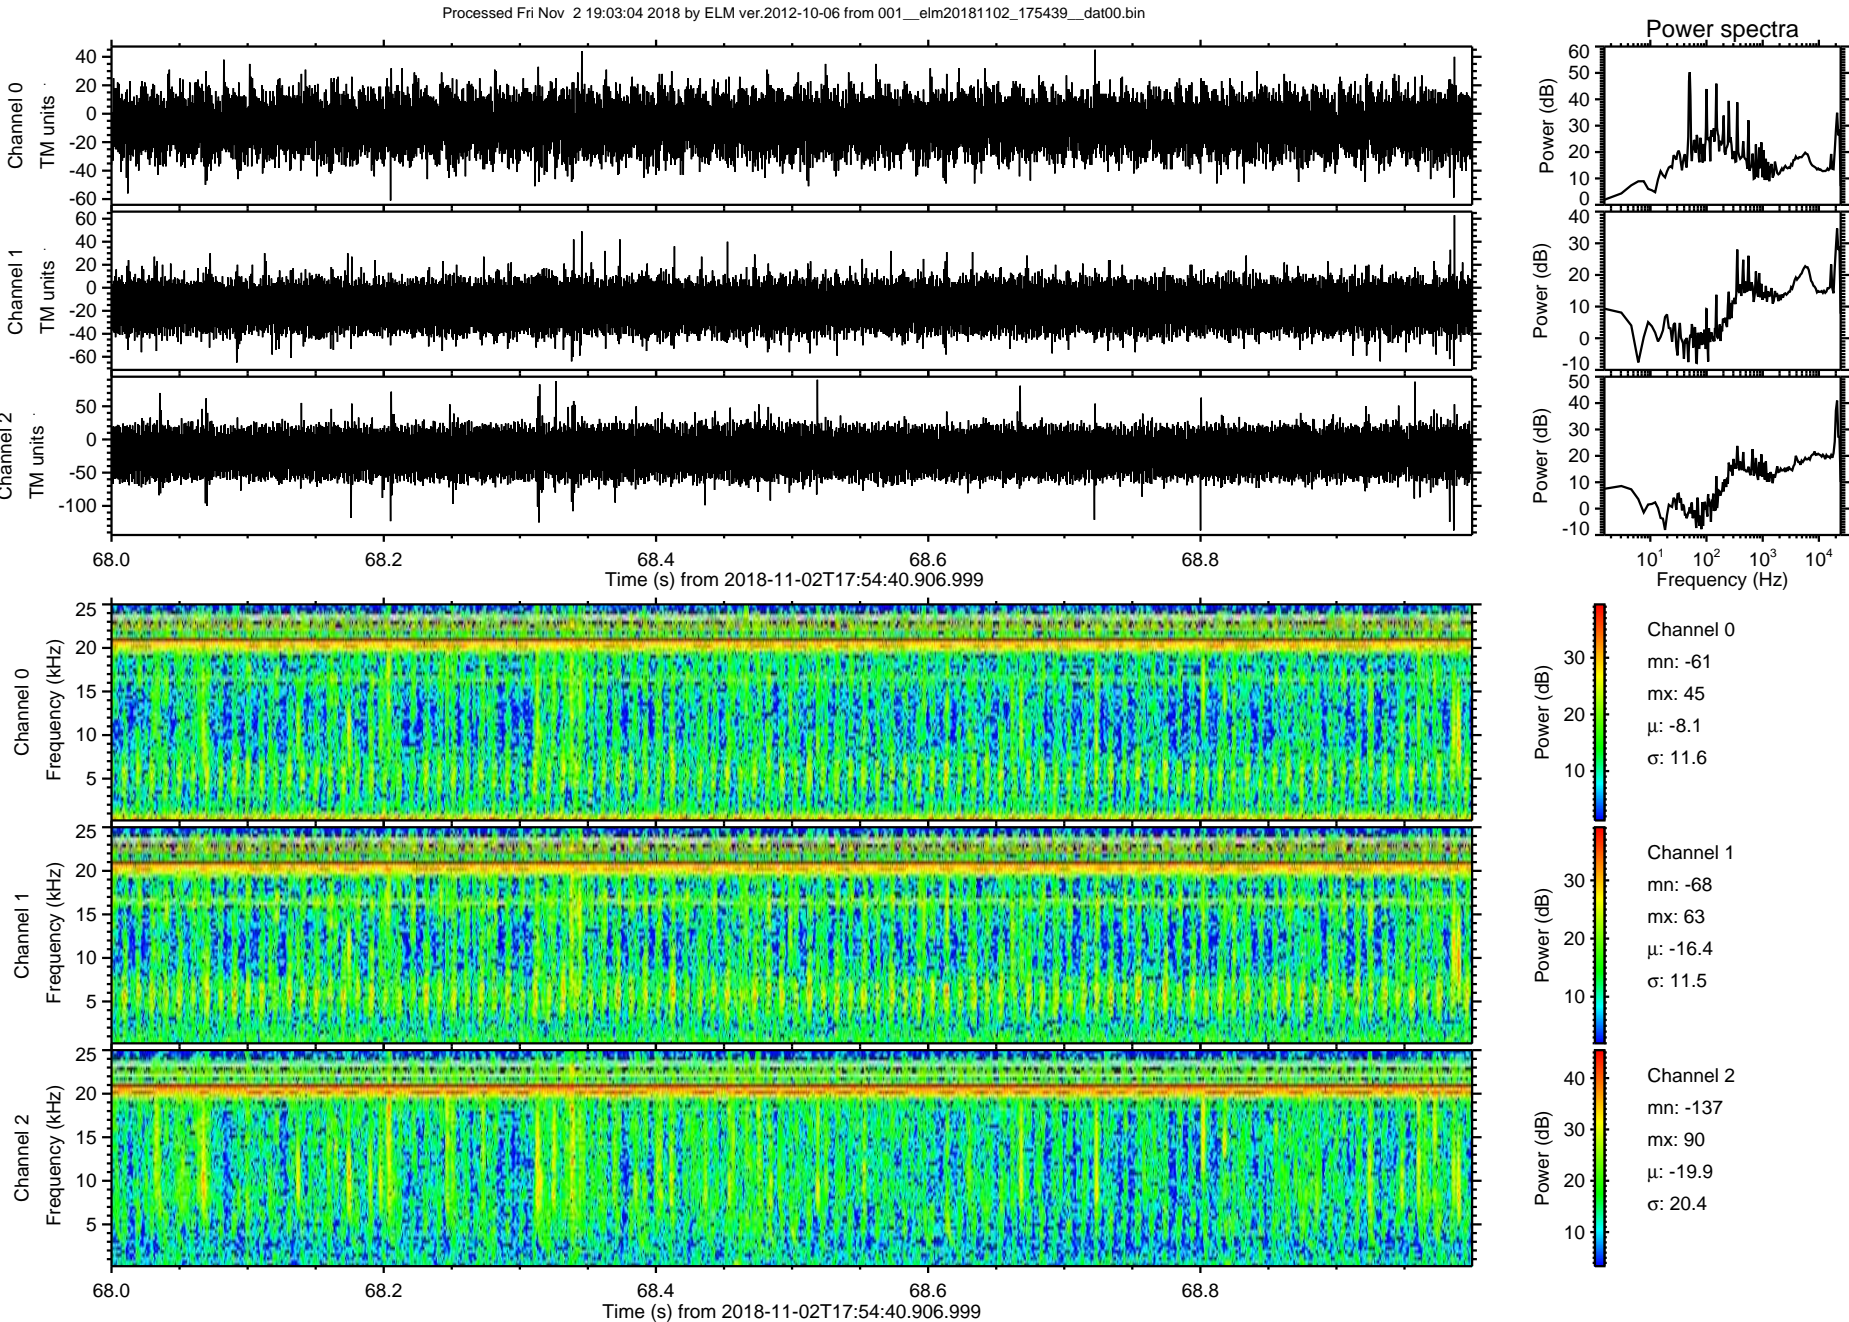 Processed Fri Nov  2 19:03:04 2018 by ELM ver.2012-10-06 from 001__elm20181102_175439__dat00.bin
Power spectra
Channel 0
TM units
40
20
0
-20
-40
-60
Power (dB)
60
50
40
30
20
10
0
Channel 1
TM units
60
40
20
0
-20
-40
-60
Power (dB)
40
30
20
10
0
-10
Channel 2
TM units
50
0
-50
-100
Power (dB)
50
40
30
20
10
0
-10
68.0 68.2 68.4 68.6 68.8
Time (s) from 2018-11-02T17:54:40.906.999
10¹ 10² 10³ 10⁴
Frequency (Hz)
Channel 0
Frequency (kHz)
25
20
15
10
5
Power (dB)
30
20
10
Channel 0
mn: -61
mx: 45
μ: -8.1
σ: 11.6
Channel 1
Frequency (kHz)
25
20
15
10
5
Power (dB)
30
20
10
Channel 1
mn: -68
mx: 63
μ: -16.4
σ: 11.5
Channel 2
Frequency (kHz)
25
20
15
10
5
Power (dB)
40
30
20
10
Channel 2
mn: -137
mx: 90
μ: -19.9
σ: 20.4
68.0 68.2 68.4 68.6 68.8
Time (s) from 2018-11-02T17:54:40.906.999